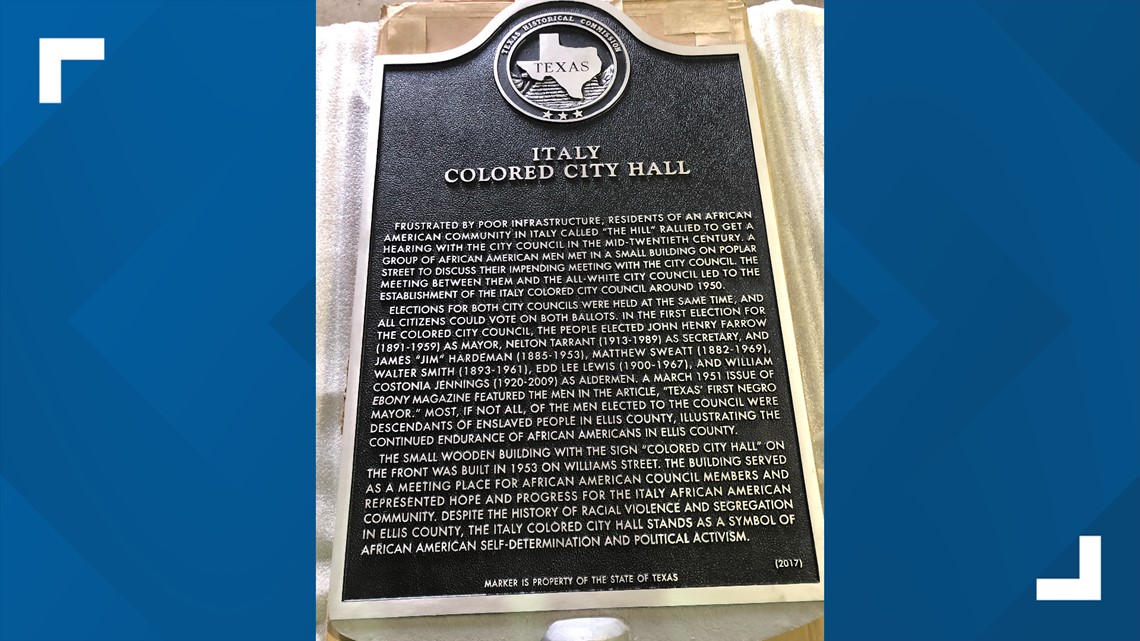 TEXAS HISTORICAL COMMISSION
TEXAS
ITALY
COLORED CITY HALL
FRUSTRATED BY POOR INFRASTRUCTURE, RESIDENTS OF AN AFRICAN
AMERICAN COMMUNITY IN ITALY CALLED "THE HILL" RALLIED TO GET A
HEARING WITH THE CITY COUNCIL IN THE MID-TWENTIETH CENTURY. A
GROUP OF AFRICAN AMERICAN MEN MET IN A SMALL BUILDING ON POPLAR
STREET TO DISCUSS THEIR IMPENDING MEETING WITH THE CITY COUNCIL. THE
MEETING BETWEEN THEM AND THE ALL-WHITE CITY COUNCIL LED TO THE
ESTABLISHMENT OF THE ITALY COLORED CITY COUNCIL AROUND 1950.
ELECTIONS FOR BOTH CITY COUNCILS WERE HELD AT THE SAME TIME, AND
ALL CITIZENS COULD VOTE ON BOTH BALLOTS. IN THE FIRST ELECTION FOR
THE COLORED CITY COUNCIL, THE PEOPLE ELECTED JOHN HENRY FARROW
(1891-1959) AS MAYOR, NELTON TARRANT (1913-1989) AS SECRETARY, AND
JAMES "JIM" HARDEMAN (1885-1953), MATTHEW SWEATT (1882-1969),
WALTER SMITH (1893-1961), EDD LEE LEWIS (1900-1967), AND WILLIAM
COSTONIA JENNINGS (1920-2009) AS ALDERMEN. A MARCH 1951 ISSUE OF
EBONY MAGAZINE FEATURED THE MEN IN THE ARTICLE, "TEXAS' FIRST NEGRO
MAYOR." MOST, IF NOT ALL, OF THE MEN ELECTED TO THE COUNCIL WERE
DESCENDANTS OF ENSLAVED PEOPLE IN ELLIS COUNTY, ILLUSTRATING THE
CONTINUED ENDURANCE OF AFRICAN AMERICANS IN ELLIS COUNTY.
THE SMALL WOODEN BUILDING WITH THE SIGN "COLORED CITY HALL" ON
THE FRONT WAS BUILT IN 1953 ON WILLIAMS STREET. THE BUILDING SERVED
AS A MEETING PLACE FOR AFRICAN AMERICAN COUNCIL MEMBERS AND
REPRESENTED HOPE AND PROGRESS FOR THE ITALY AFRICAN AMERICAN
COMMUNITY. DESPITE THE HISTORY OF RACIAL VIOLENCE AND SEGREGATION
IN ELLIS COUNTY, THE ITALY COLORED CITY HALL STANDS AS A SYMBOL OF
AFRICAN AMERICAN SELF-DETERMINATION AND POLITICAL ACTIVISM.
(2017)
MARKER IS PROPERTY OF THE STATE OF TEXAS